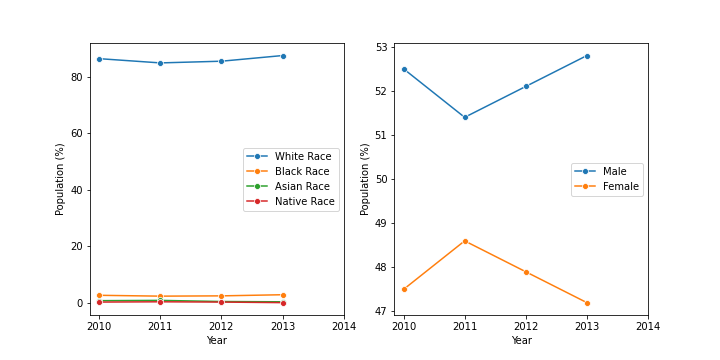 80
60
40
20
0
Population (%)
2010 2011 2012 2013 2014
Year
White Race
Black Race
Asian Race
Native Race
53
52
51
50
49
48
47
Population (%)
2010 2011 2012 2013 2014
Year
Male
Female